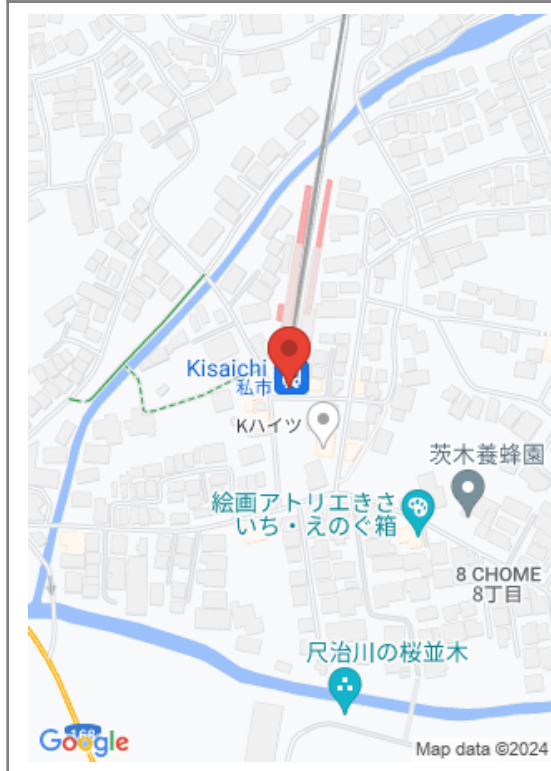 Kisaichi
私市
Kハイツ
茨木養蜂園
絵画アトリエきさ
いち・えのぐ箱
8 CHOME
8丁目
尺治川の桜並木
168
Google
Map data ©2024